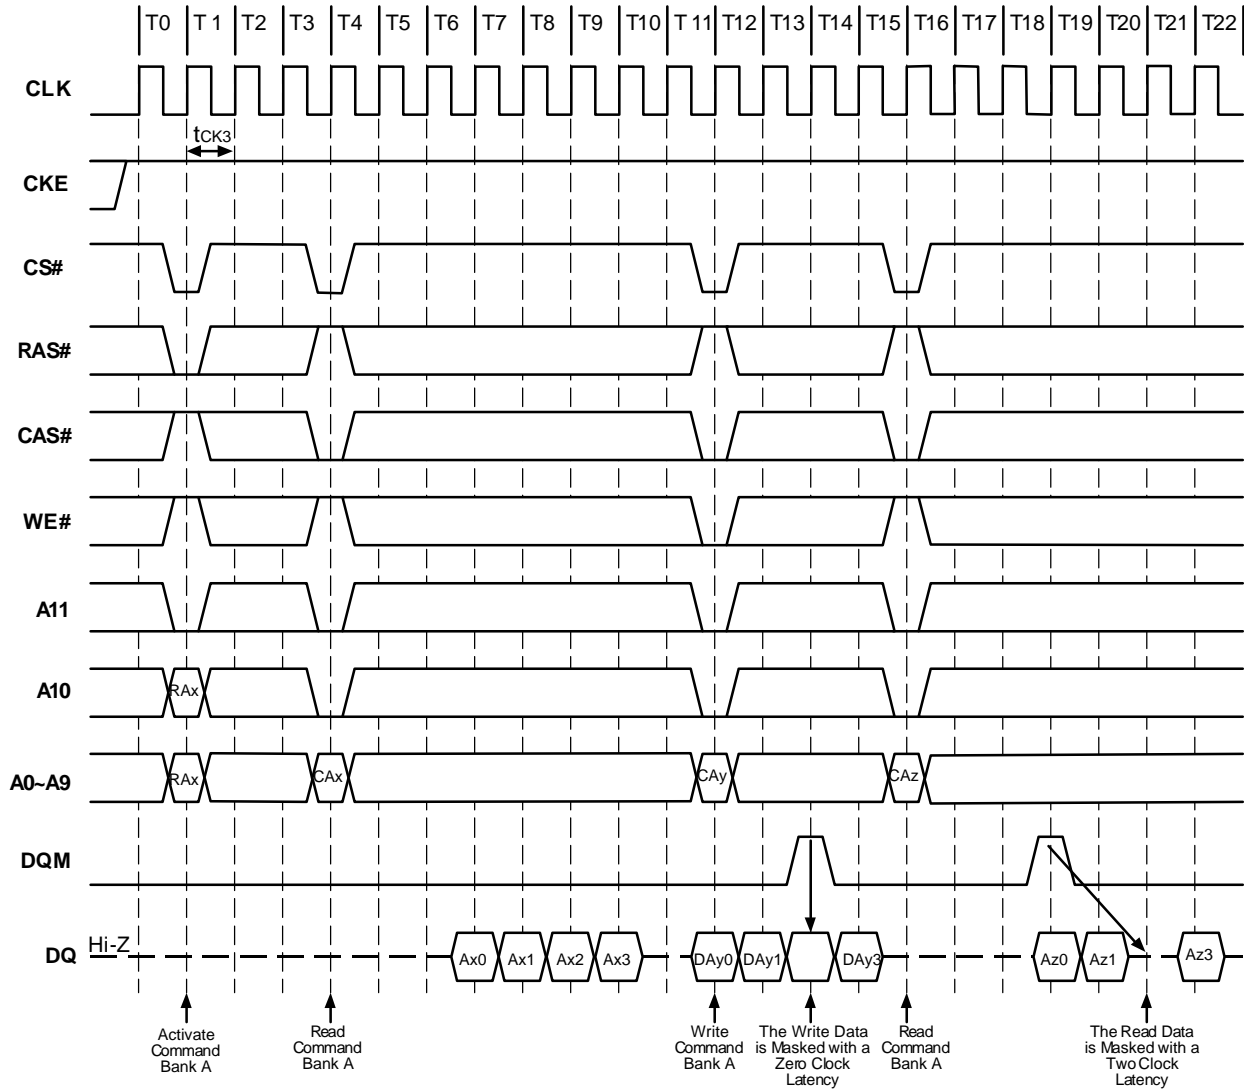 T0 T 1 T2 T3 T4 T5 T6 T7 T8 T9 T10 T 11 T12 T13 T14 T15 T16 T17 T18 T19 T20 T21 T22
CLK
tCK3
CKE
CS#
RAS#
CAS#
WE#
A11
A10 RAx
A0~A9 RAx CAx CAy CAz
DQM
DQ Hi-Z Ax0 Ax1 Ax2 Ax3 DAy0 DAy1 DAy3 Az0 Az1 Az3
Activate
Command
Bank A
Read
Command
Bank A
Write
Command
Bank A
The Write Data
is Masked with a
Zero Clock
Latency
Read
Command
Bank A
The Read Data
is Masked with a
Two Clock
Latency